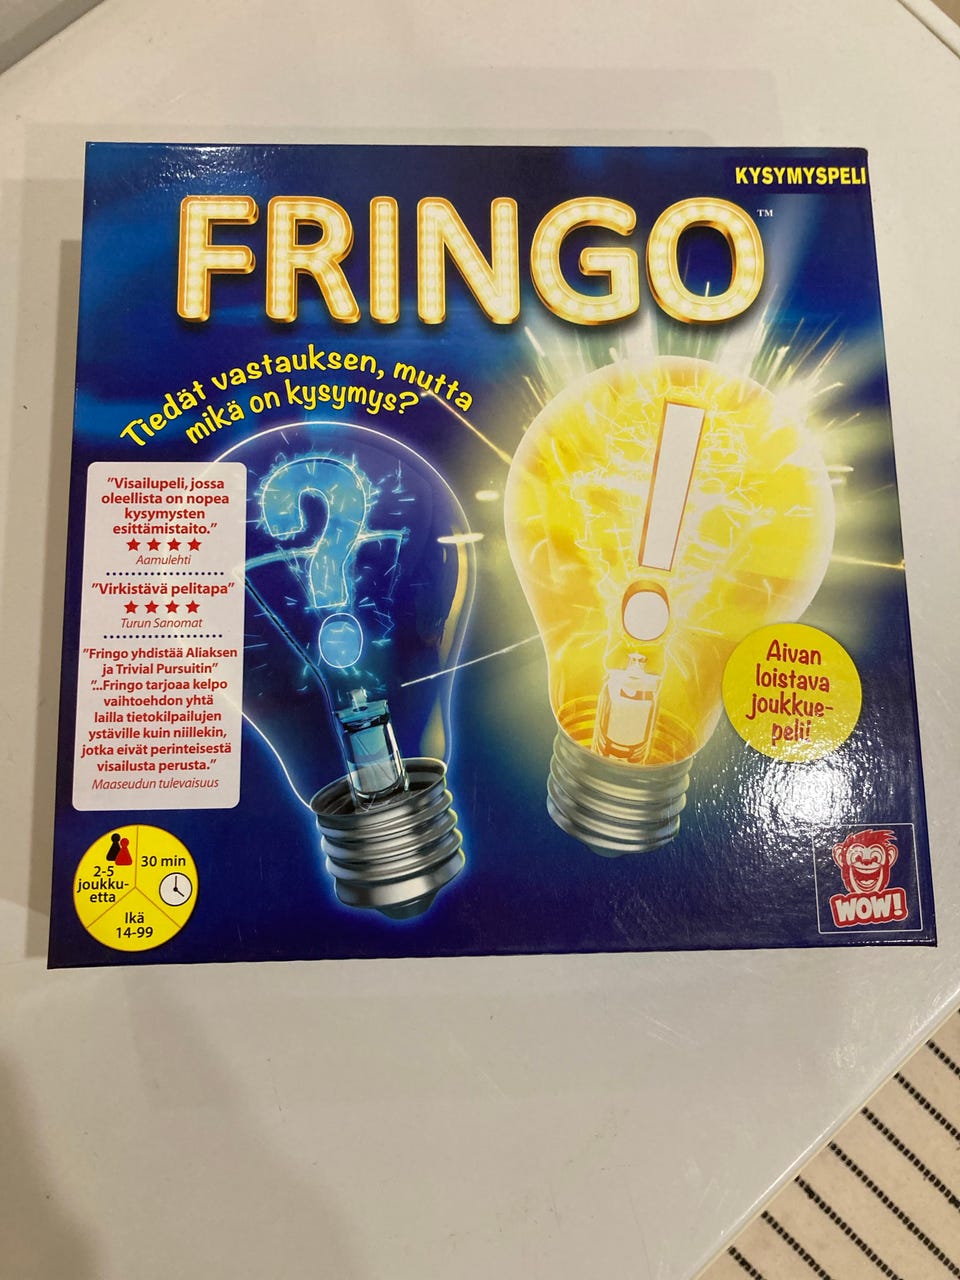 KYSYMYSPELI
FRINGO™
Tiedät vastauksen, mutta
mikä on kysymys?
"Visailupeli, jossa
oleellista on nopea
kysymysten
esittämistaito."
Aamulehti
"Virkistävä pelitapa"
Turun Sanomat
"Fringo yhdistää Aliaksen
ja Trivial Pursuitin"
"...Fringo tarjoaa kelpo
vaihtoehdon yhtä
lailla tietokilpailujen
ystäville kuin niillekin,
jotka eivät perinteisestä
visailusta perusta."
Maaseudun tulevaisuus
?
!
Aivan
loistava
joukkue-
peli!
2-5
joukku-
etta
30 min
Ikä
14-99
WOW!